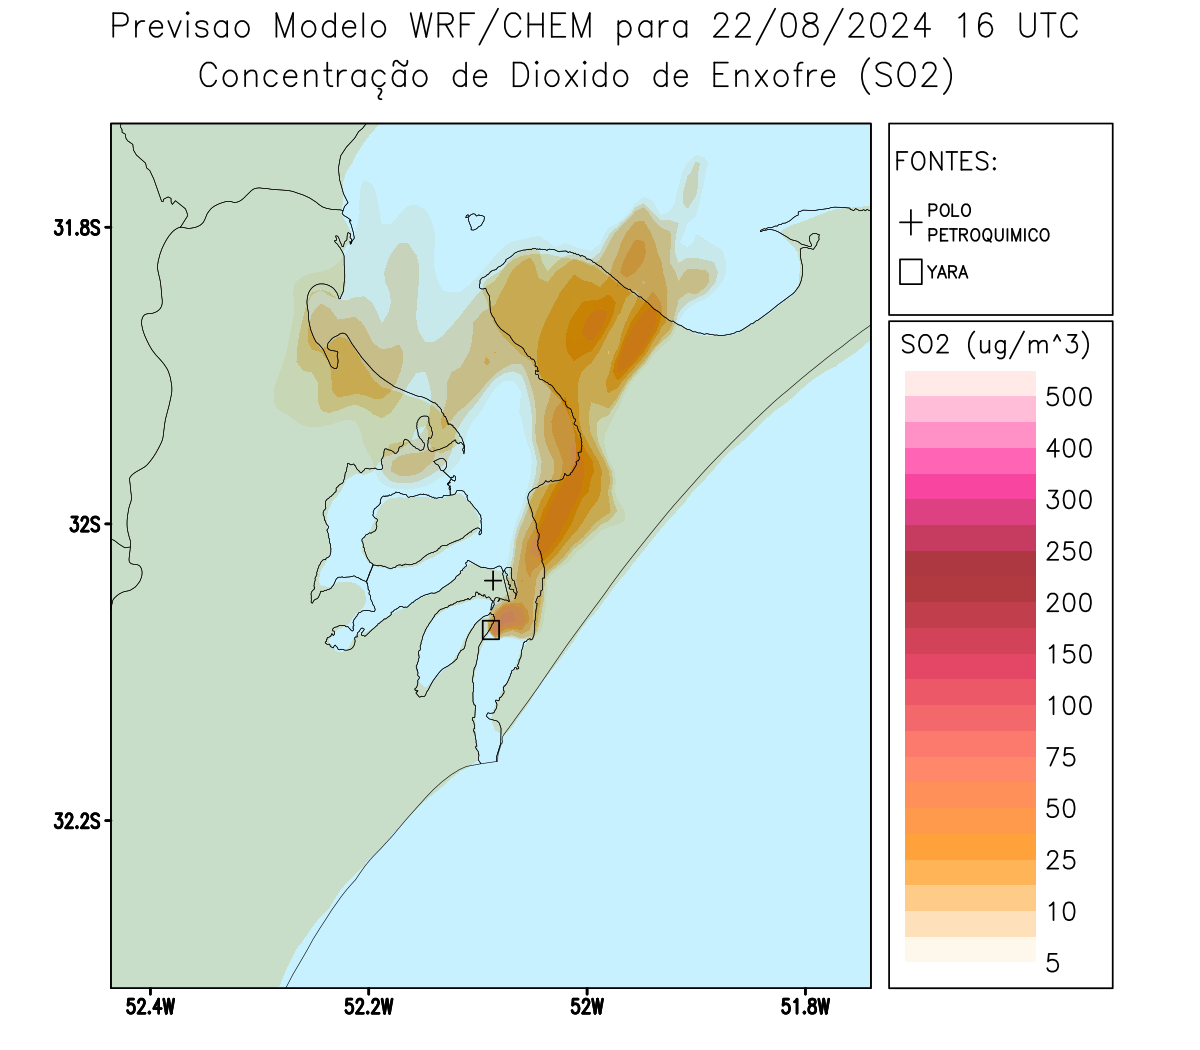 Previsao Modelo WRF/CHEM para 22/08/2024 16 UTC
Concentração de Dioxido de Enxofre (SO2)
FONTES:
POLO
PETROQUIMICO
YARA
31.8S
32S
32.2S
52.4W
52.2W
52W
51.8W
SO2 (ug/m^3)
500
400
300
250
200
150
100
75
50
25
10
5